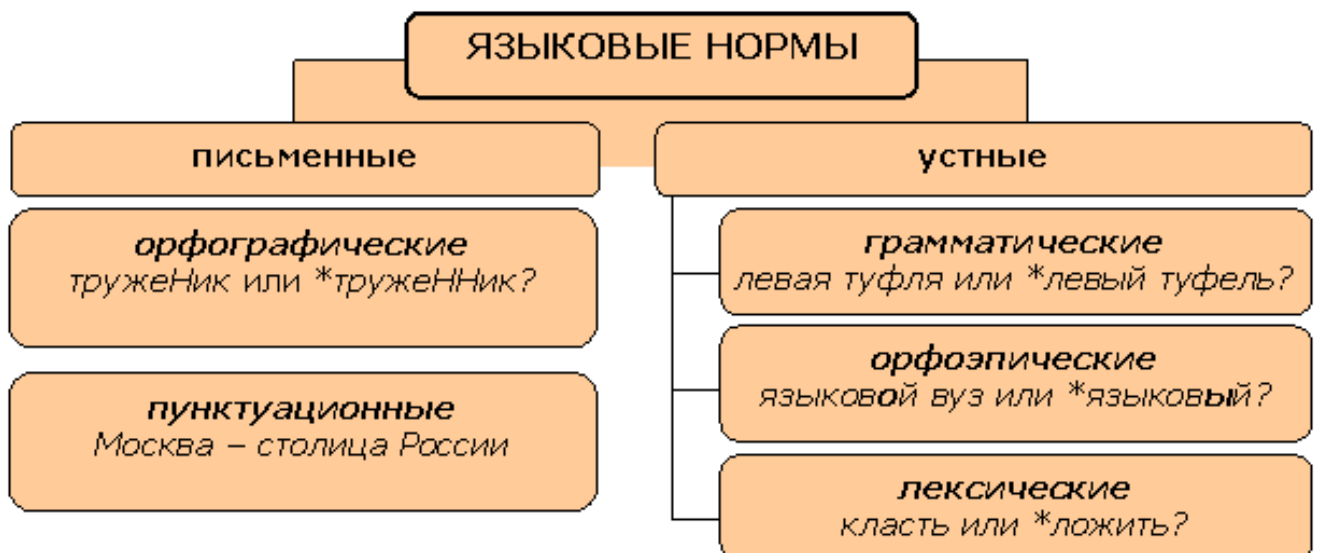 ЯЗЫКОВЫЕ НОРМЫ
письменные
орфографические
тружеНик или *тружеННик?
пунктуационные
Москва – столица России
устные
грамматические
левая туфля или *левый туфель?
орфоэпические
языковой вуз или *языковый?
лексические
класть или *ложить?